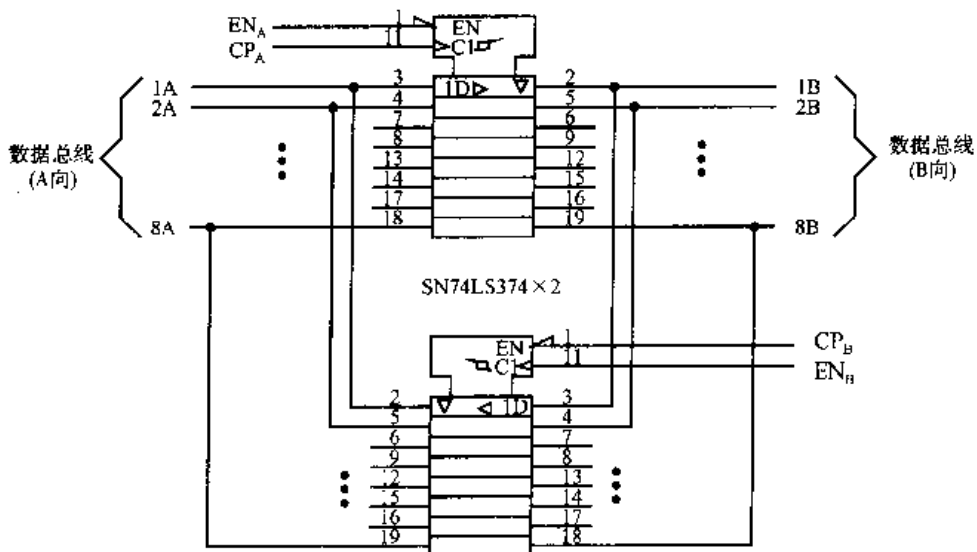 EN_A 1 EN
CP_A 11 C1
1A 3 1D 2 1B
2A 4 5 2B
7 6
8 9
数据总线 13 12 数据总线
(A向) 14 15 (B向)
17 16
8A 18 19 8B
SN74LS374×2
EN 1 CP_B
C1 11 EN_B
2 1D 3
5 4
6 7
9 8
12 13
15 14
16 17
19 18